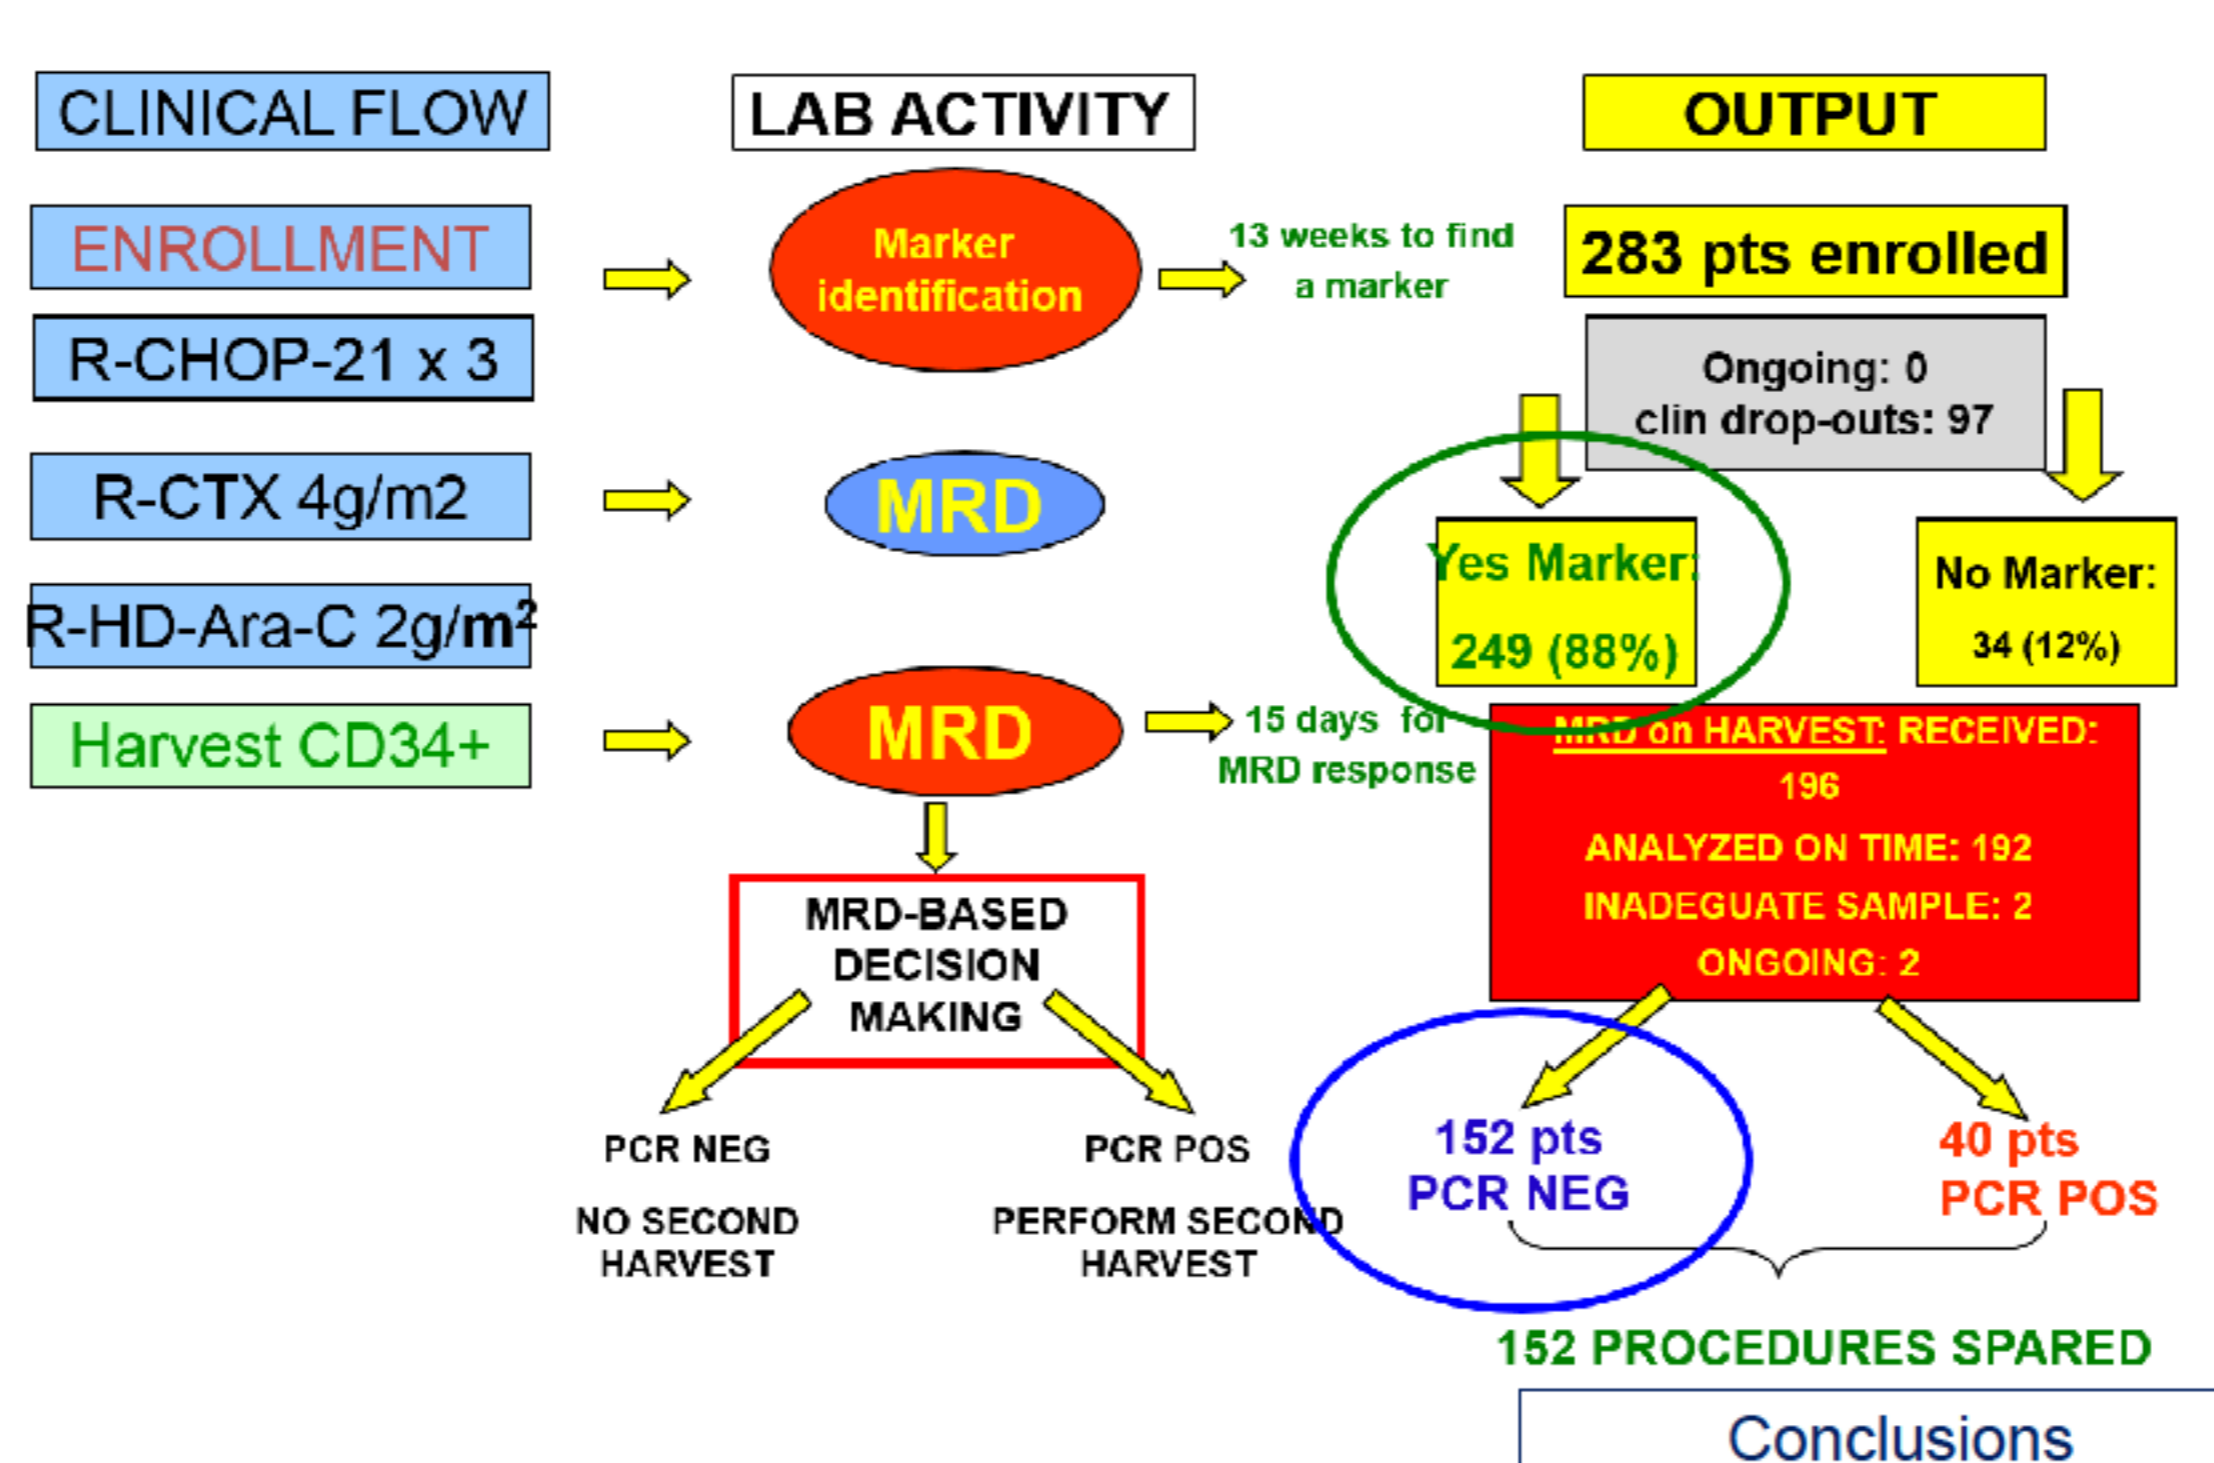 CLINICAL FLOW
LAB ACTIVITY
OUTPUT
ENROLLMENT
R-CHOP-21 x 3
R-CTX 4g/m2
R-HD-Ara-C 2g/m²
Harvest CD34+
Marker
identification
13 weeks to find
a marker
MRD
MRD
15 days for
MRD response
MRD-BASED
DECISION
MAKING
PCR NEG
NO SECOND
HARVEST
PCR POS
PERFORM SECOND
HARVEST
283 pts enrolled
Ongoing: 0
clin drop-outs: 97
Yes Marker:
249 (88%)
No Marker:
34 (12%)
MRD on HARVEST: RECEIVED:
196
ANALYZED ON TIME: 192
INADEGUATE SAMPLE: 2
ONGOING: 2
152 pts
PCR NEG
40 pts
PCR POS
152 PROCEDURES SPARED
Conclusions